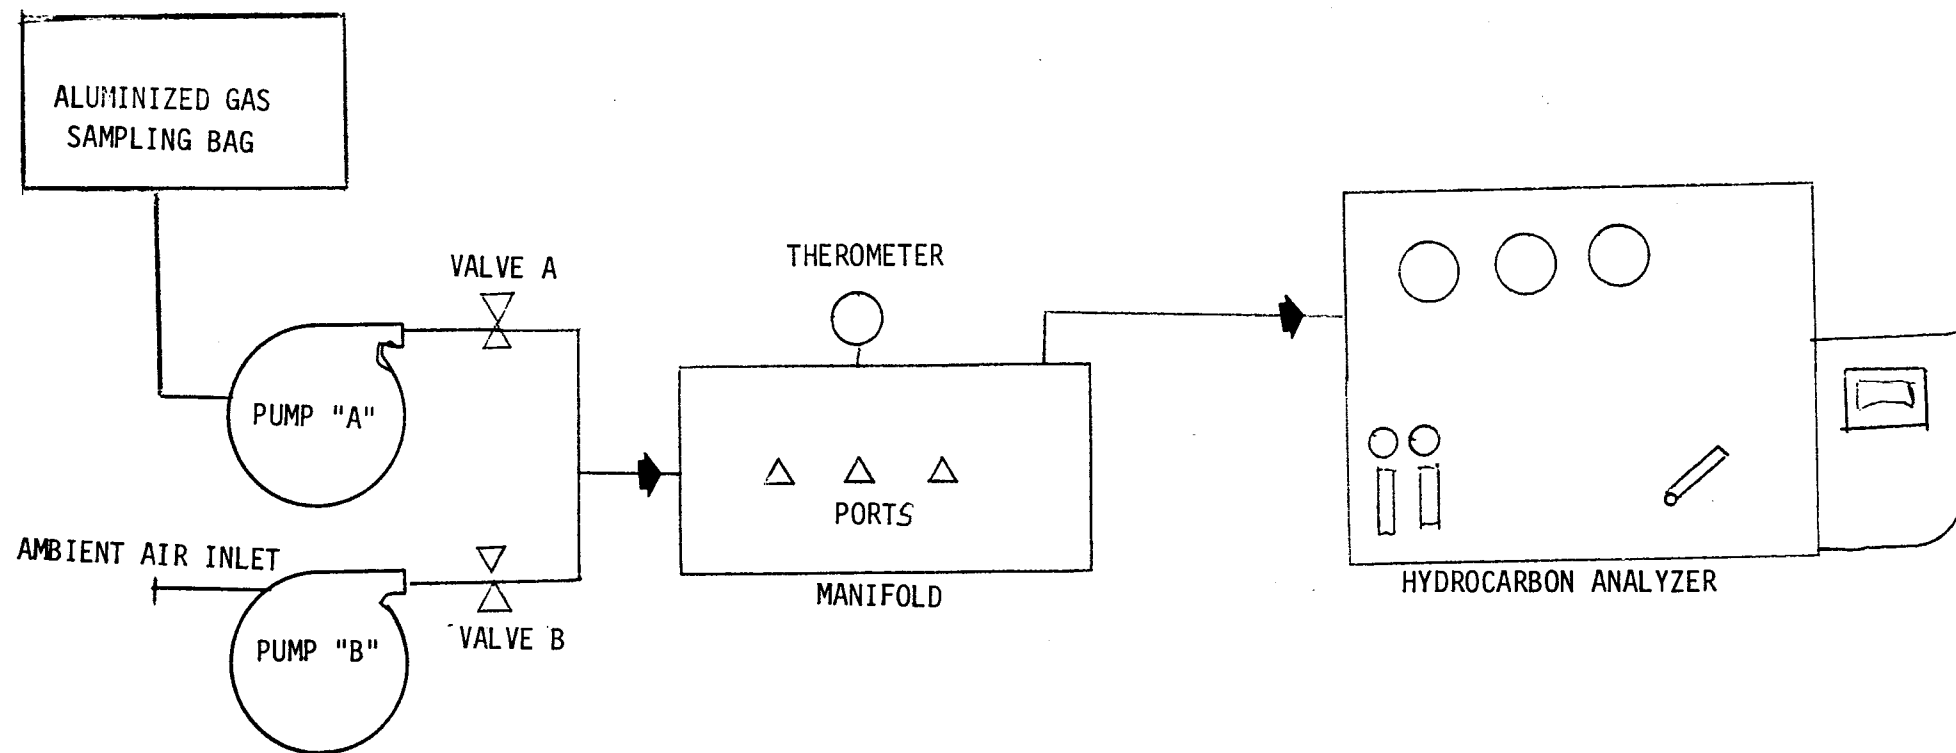 ALUMINIZED GAS
SAMPLING BAG
VALVE A
THEROMETER
PUMP "A"
PORTS
AMBIENT AIR INLET
MANIFOLD
HYDROCARBON ANALYZER
VALVE B
PUMP "B"